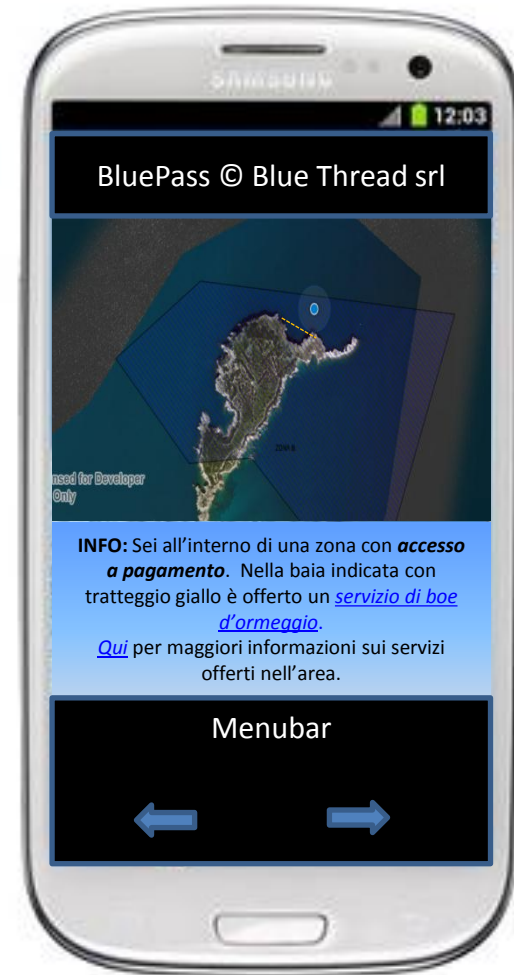 SAMSUNG
12:03
BluePass © Blue Thread srl
nsed for Developer
Only
INFO: Sei all’interno di una zona con accesso
a pagamento. Nella baia indicata con
tratteggio giallo è offerto un servizio di boe
d'ormeggio.
Qui per maggiori informazioni sui servizi
offerti nell’area.
Menubar